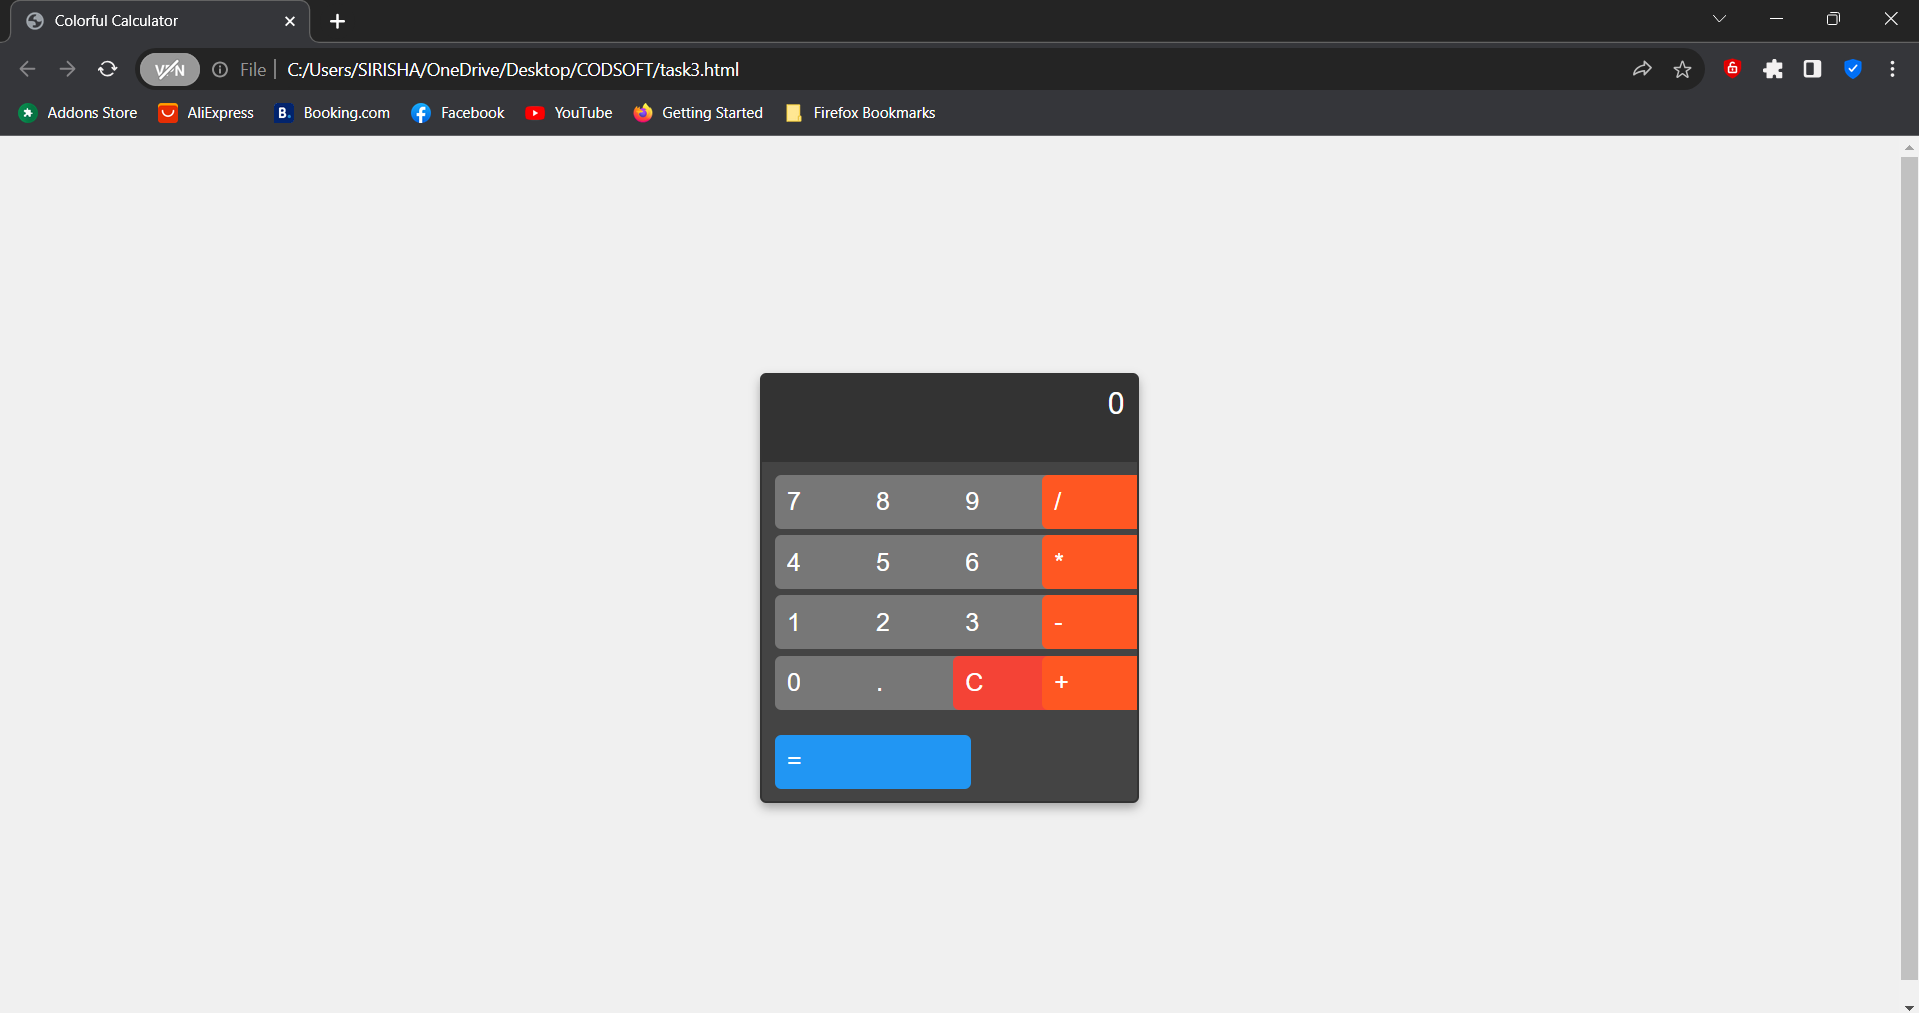 Colorful Calculator
VPN
File
C:/Users/SIRISHA/OneDrive/Desktop/CODSOFT/task3.html
Addons Store
AliExpress
B.
Booking.com
Facebook
YouTube
Getting Started
Firefox Bookmarks
0
7 8 9 /
4 5 6 *
1 2 3 -
0 . C +
=